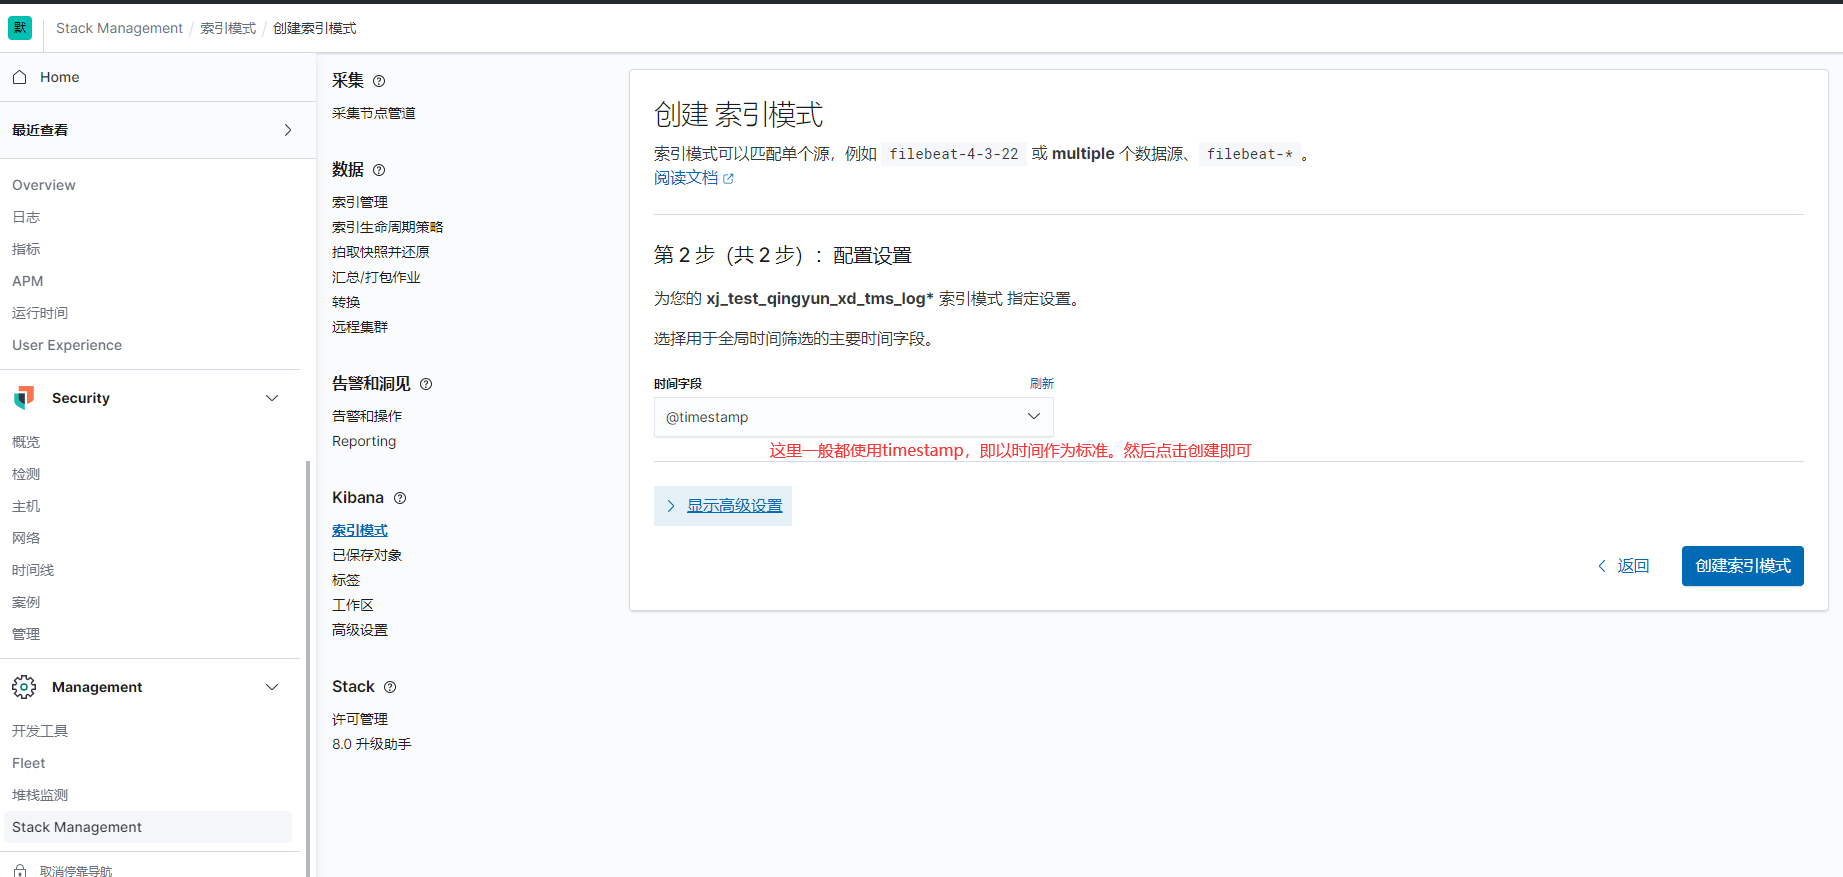 默 Stack Management / 索引模式 / 创建索引模式
Home
最近查看
Overview
日志
指标
APM
运行时间
User Experience
Security
概览
检测
主机
网络
时间线
案例
管理
Management
开发工具
Fleet
堆栈监测
Stack Management
取消停靠导航
采集
采集节点管道
数据
索引管理
索引生命周期策略
拍取快照并还原
汇总/打包作业
转换
远程集群
告警和洞见
告警和操作
Reporting
Kibana
索引模式
已保存对象
标签
工作区
高级设置
Stack
许可管理
8.0 升级助手
创建 索引模式
索引模式可以匹配单个源，例如 filebeat-4-3-22 或 multiple 个数据源、 filebeat-* 。
阅读文档
第 2 步（共 2 步）：配置设置
为您的 xj_test_qingyun_xd_tms_log* 索引模式 指定设置。
选择用于全局时间筛选的主要时间字段。
时间字段 刷新
@timestamp
这里一般都使用timestamp，即以时间作为标准。然后点击创建即可
显示高级设置
返回 创建索引模式